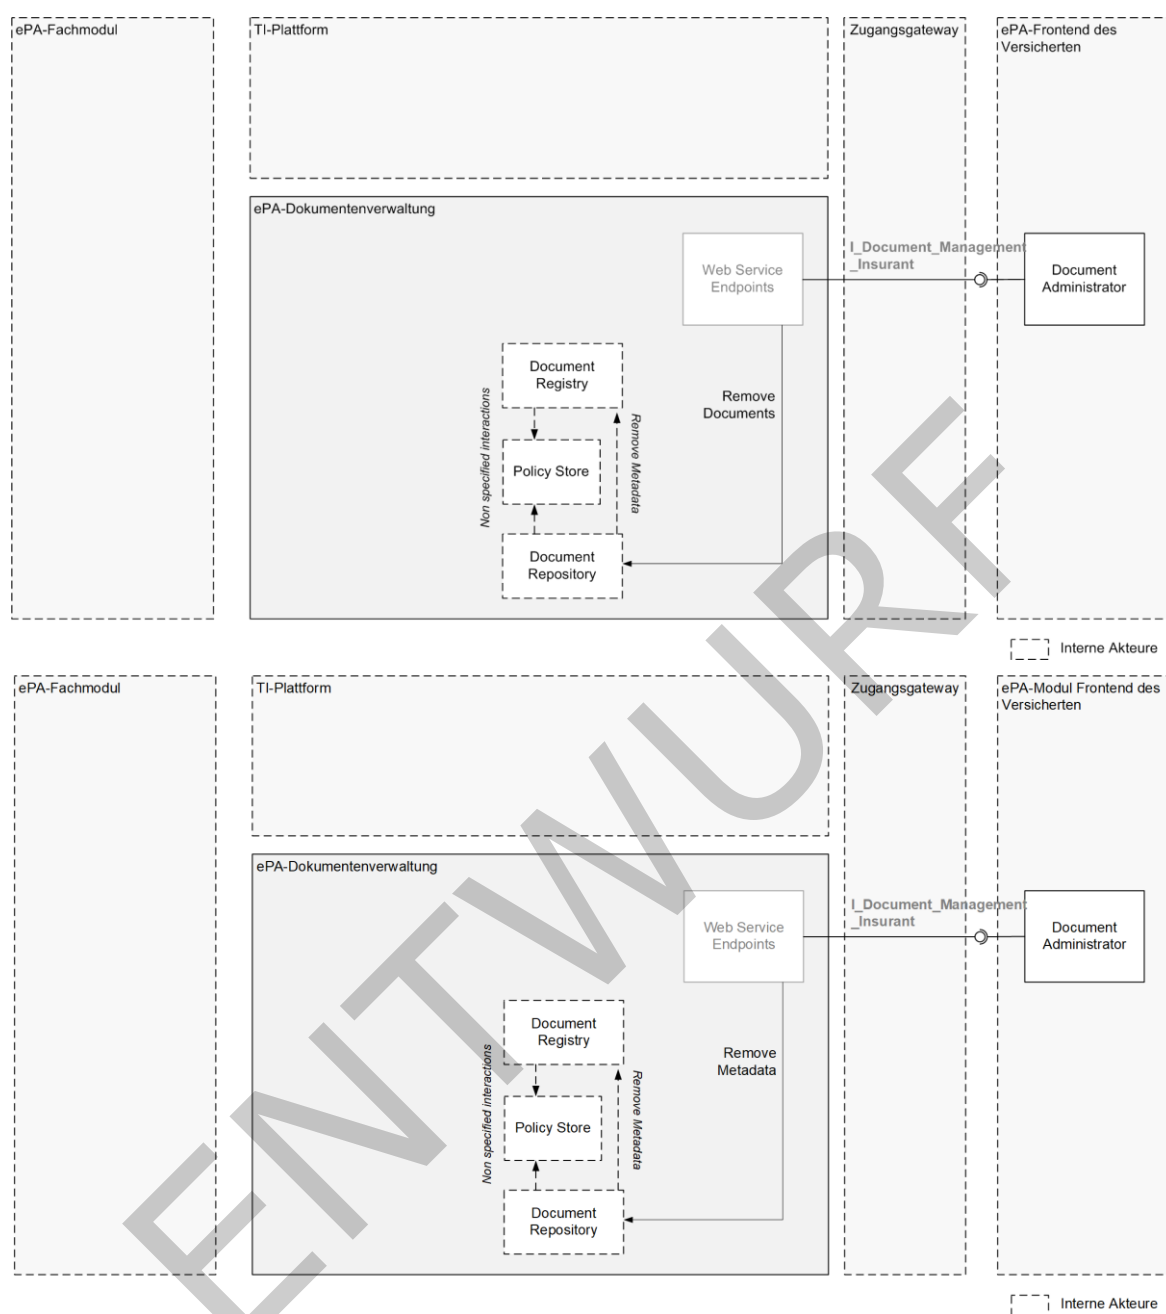 ePA-Fachmodul
TI-Plattform
Zugangsgateway
ePA-Frontend des
Versicherten
ePA-Dokumentenverwaltung
Web Service
Endpoints
I_Document_Management
_Insurant
Document
Administrator
Document
Registry
Remove
Documents
Non specified interactions
Remove Metadata
Policy Store
Document
Repository
Interne Akteure
ePA-Fachmodul
TI-Plattform
Zugangsgateway
ePA-Modul Frontend des
Versicherten
ePA-Dokumentenverwaltung
Web Service
Endpoints
I_Document_Management
_Insurant
Document
Administrator
Document
Registry
Remove
Metadata
Non specified interactions
Remove Metadata
Policy Store
Document
Repository
Interne Akteure
ENTWURF